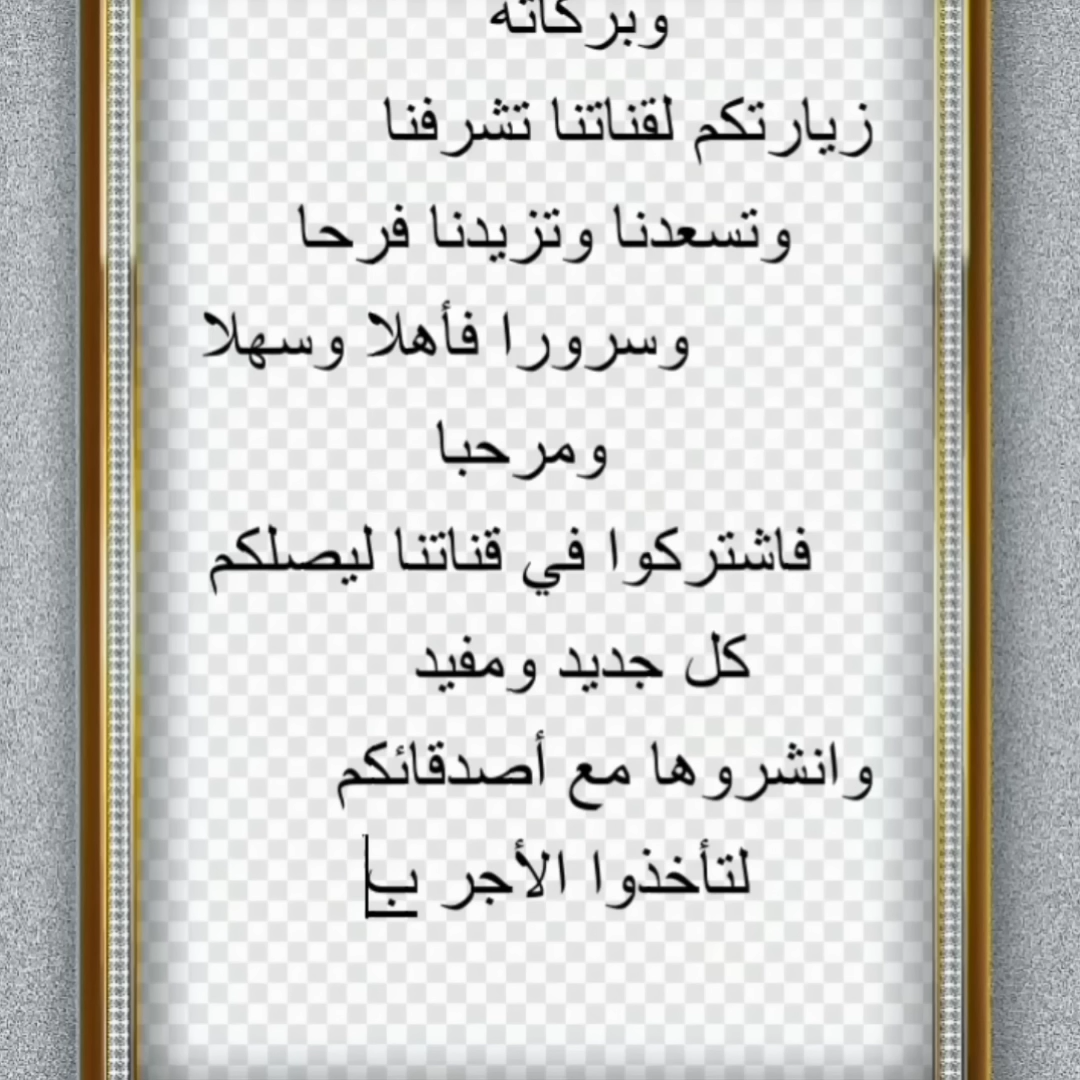 وبركاته
زيارتكم لقناتنا تشرفنا
وتسعدنا وتزيدنا فرحا
وسرورا فأهلا وسهلا
ومرحبا
فاشتركوا في قناتنا ليصلكم
كل جديد ومفيد
وانشروها مع أصدقائكم
لتأخذوا الأجر ب